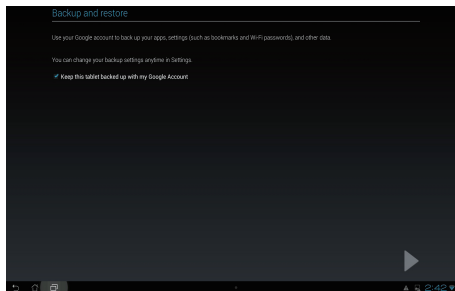 Backup and restore
Use your Google account to back up your apps, settings (such as bookmarks and Wi-Fi passwords), and other data.
You can change your backup settings anytime in Settings.
Keep this tablet backed up with my Google Account
2:42